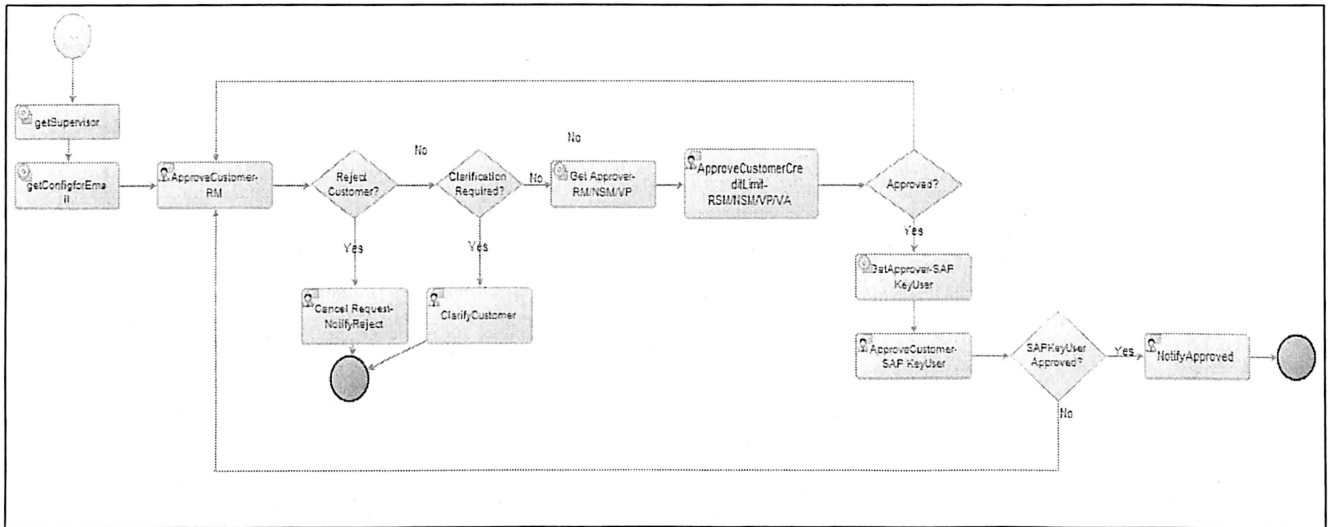 getSupervisor
getConfigforEma
il
ApproveCustomer-
RM
Reject
Customer?
No
Clarification
Required?
No
No
Get Approver-
RM/NSM/VP
ApproveCustomerCre
ditLimit-
RSM/NSM/VP/VA
Approved?
Yes
Yes
Yes
GetApprover-SAP
KeyUser
Cancel Request-
NotifyReject
ClarifyCustomer
ApproveCustomer-
SAP KeyUser
SAPKeyUser
Approved?
Yes
NotifyApproved
No